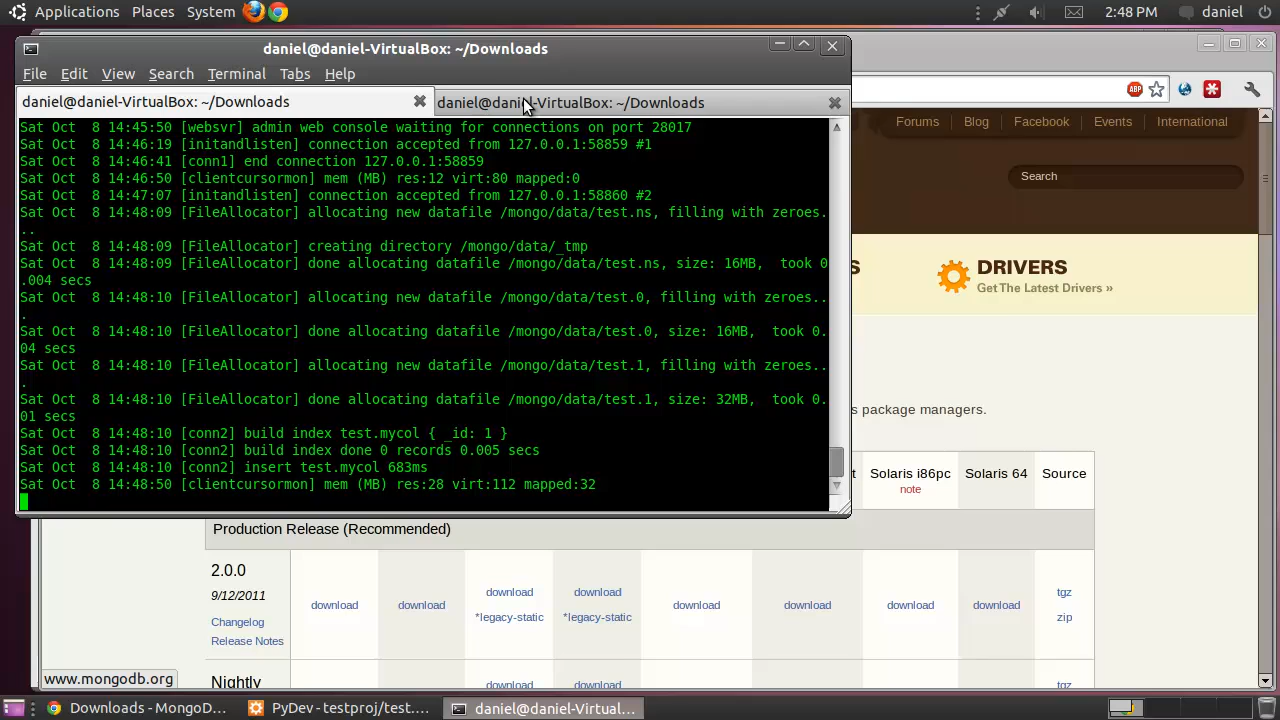 Applications Places System 2:48 PM daniel
daniel@daniel-VirtualBox: ~/Downloads
File Edit View Search Terminal Tabs Help
daniel@daniel-VirtualBox: ~/Downloads daniel@daniel-VirtualBox: ~/Downloads
ABP
Forums Blog Facebook Events International
Search
DRIVERS
Get The Latest Drivers »
Sat Oct  8 14:45:50 [websvr] admin web console waiting for connections on port 28017
Sat Oct  8 14:46:19 [initandlisten] connection accepted from 127.0.0.1:58859 #1
Sat Oct  8 14:46:41 [conn1] end connection 127.0.0.1:58859
Sat Oct  8 14:46:50 [clientcursormon] mem (MB) res:12 virt:80 mapped:0
Sat Oct  8 14:47:07 [initandlisten] connection accepted from 127.0.0.1:58860 #2
Sat Oct  8 14:48:09 [FileAllocator] allocating new datafile /mongo/data/test.ns, filling with zeroes.
..
Sat Oct  8 14:48:09 [FileAllocator] creating directory /mongo/data/_tmp
Sat Oct  8 14:48:09 [FileAllocator] done allocating datafile /mongo/data/test.ns, size: 16MB,  took 0
.004 secs
Sat Oct  8 14:48:10 [FileAllocator] allocating new datafile /mongo/data/test.0, filling with zeroes..
.
Sat Oct  8 14:48:10 [FileAllocator] done allocating datafile /mongo/data/test.0, size: 16MB,  took 0.
04 secs
Sat Oct  8 14:48:10 [FileAllocator] allocating new datafile /mongo/data/test.1, filling with zeroes..
.
Sat Oct  8 14:48:10 [FileAllocator] done allocating datafile /mongo/data/test.1, size: 32MB,  took 0.
01 secs
Sat Oct  8 14:48:10 [conn2] build index test.mycol { _id: 1 }
Sat Oct  8 14:48:10 [conn2] build index done 0 records 0.005 secs
Sat Oct  8 14:48:10 [conn2] insert test.mycol 683ms
Sat Oct  8 14:48:50 [clientcursormon] mem (MB) res:28 virt:112 mapped:32
s package managers.
Solaris i86pc Solaris 64 Source
note
Production Release (Recommended)
2.0.0
9/12/2011
Changelog
Release Notes
download download download download download download download download tgz
*legacy-static *legacy-static zip
Nightly download download tgz
www.mongodb.org
Downloads - MongoD... PyDev - testproj/test.... daniel@daniel-Virtual...